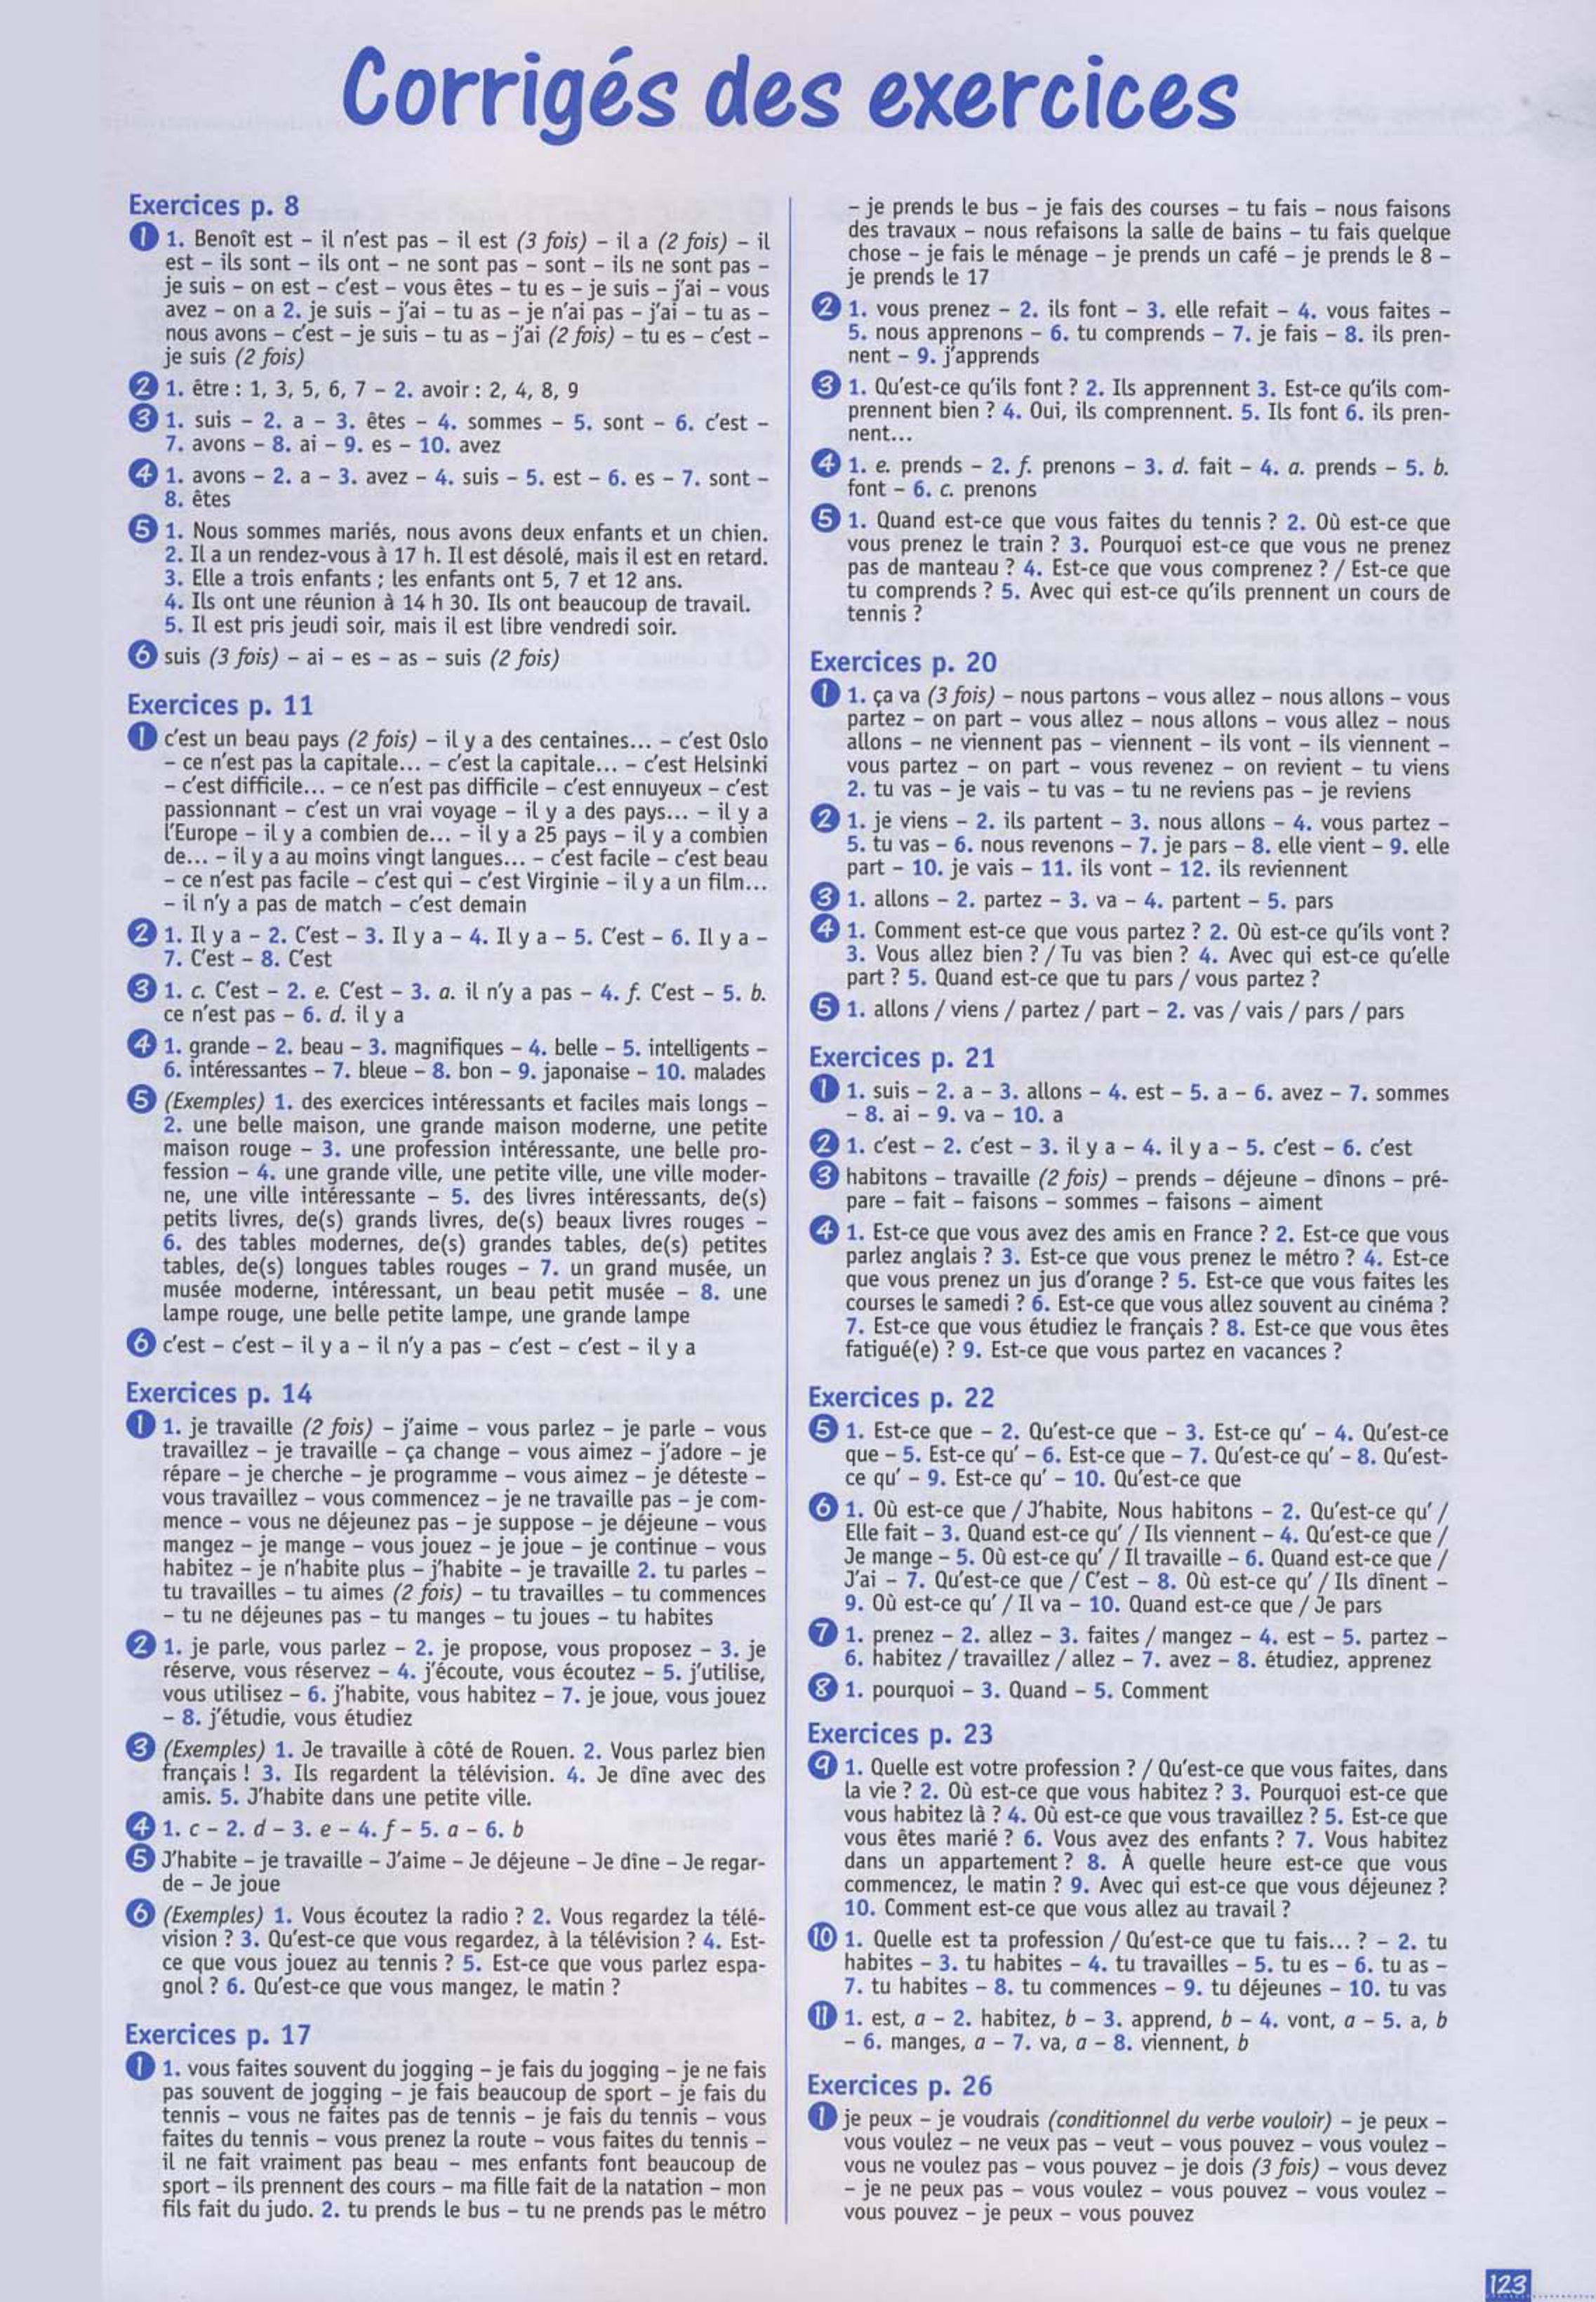 Corrigés des exercices
Exercices p. 8
1 1. Benoît est – il n'est pas – il est (3 fois) – il a (2 fois) – il
est – ils sont – ils ont – ne sont pas – sont – ils ne sont pas –
je suis – on est – c'est – vous êtes – tu es – je suis – j'ai – vous
avez – on a 2. je suis – j'ai – tu as – je n'ai pas – j'ai – tu as –
nous avons – c'est – je suis – tu as – j'ai (2 fois) – tu es – c'est –
je suis (2 fois)
2 1. être : 1, 3, 5, 6, 7 – 2. avoir : 2, 4, 8, 9
3 1. suis – 2. a – 3. êtes – 4. sommes – 5. sont – 6. c'est –
7. avons – 8. ai – 9. es – 10. avez
4 1. avons – 2. a – 3. avez – 4. suis – 5. est – 6. es – 7. sont –
8. êtes
5 1. Nous sommes mariés, nous avons deux enfants et un chien.
2. Il a un rendez-vous à 17 h. Il est désolé, mais il est en retard.
3. Elle a trois enfants ; les enfants ont 5, 7 et 12 ans.
4. Ils ont une réunion à 14 h 30. Ils ont beaucoup de travail.
5. Il est pris jeudi soir, mais il est libre vendredi soir.
6 suis (3 fois) – ai – es – as – suis (2 fois)
Exercices p. 11
1 c'est un beau pays (2 fois) – il y a des centaines... – c'est Oslo
– ce n'est pas la capitale... – c'est la capitale... – c'est Helsinki
– c'est difficile... – ce n'est pas difficile – c'est ennuyeux – c'est
passionnant – c'est un vrai voyage – il y a des pays... – il y a
l'Europe – il y a combien de... – il y a 25 pays – il y a combien
de... – il y a au moins vingt langues... – c'est facile – c'est beau
– ce n'est pas facile – c'est qui – c'est Virginie – il y a un film...
– il n'y a pas de match – c'est demain
2 1. Il y a – 2. C'est – 3. Il y a – 4. Il y a – 5. C'est – 6. Il y a –
7. C'est – 8. C'est
3 1. c. C'est – 2. e. C'est – 3. a. il n'y a pas – 4. f. C'est – 5. b.
ce n'est pas – 6. d. il y a
4 1. grande – 2. beau – 3. magnifiques – 4. belle – 5. intelligents –
6. intéressantes – 7. bleue – 8. bon – 9. japonaise – 10. malades
5 (Exemples) 1. des exercices intéressants et faciles mais longs –
2. une belle maison, une grande maison moderne, une petite
maison rouge – 3. une profession intéressante, une belle pro-
fession – 4. une grande ville, une petite ville, une ville moder-
ne, une ville intéressante – 5. des livres intéressants, de(s)
petits livres, de(s) grands livres, de(s) beaux livres rouges –
6. des tables modernes, de(s) grandes tables, de(s) petites
tables, de(s) longues tables rouges – 7. un grand musée, un
musée moderne, intéressant, un beau petit musée – 8. une
lampe rouge, une belle petite lampe, une grande lampe
6 c'est – c'est – il y a – il n'y a pas – c'est – c'est – il y a
Exercices p. 14
1 1. je travaille (2 fois) – j'aime – vous parlez – je parle – vous
travaillez – je travaille – ça change – vous aimez – j'adore – je
répare – je cherche – je programme – vous aimez – je déteste –
vous travaillez – vous commencez – je ne travaille pas – je com-
mence – vous ne déjeunez pas – je suppose – je déjeune – vous
mangez – je mange – vous jouez – je joue – je continue – vous
habitez – je n'habite plus – j'habite – je travaille 2. tu parles –
tu travailles – tu aimes (2 fois) – tu travailles – tu commences
– tu ne déjeunes pas – tu manges – tu joues – tu habites
2 1. je parle, vous parlez – 2. je propose, vous proposez – 3. je
réserve, vous réservez – 4. j'écoute, vous écoutez – 5. j'utilise,
vous utilisez – 6. j'habite, vous habitez – 7. je joue, vous jouez
– 8. j'étudie, vous étudiez
3 (Exemples) 1. Je travaille à côté de Rouen. 2. Vous parlez bien
français ! 3. Ils regardent la télévision. 4. Je dîne avec des
amis. 5. J'habite dans une petite ville.
4 1. c – 2. d – 3. e – 4. f – 5. a – 6. b
5 J'habite – je travaille – J'aime – Je déjeune – Je dîne – Je regar-
de – Je joue
6 (Exemples) 1. Vous écoutez la radio ? 2. Vous regardez la télé-
vision ? 3. Qu'est-ce que vous regardez, à la télévision ? 4. Est-
ce que vous jouez au tennis ? 5. Est-ce que vous parlez espa-
gnol ? 6. Qu'est-ce que vous mangez, le matin ?
Exercices p. 17
1 1. vous faites souvent du jogging – je fais du jogging – je ne fais
pas souvent de jogging – je fais beaucoup de sport – je fais du
tennis – vous ne faites pas de tennis – je fais du tennis – vous
faites du tennis – vous prenez la route – vous faites du tennis –
il ne fait vraiment pas beau – mes enfants font beaucoup de
sport – ils prennent des cours – ma fille fait de la natation – mon
fils fait du judo. 2. tu prends le bus – tu ne prends pas le métro
– je prends le bus – je fais des courses – tu fais – nous faisons
des travaux – nous refaisons la salle de bains – tu fais quelque
chose – je fais le ménage – je prends un café – je prends le 8 –
je prends le 17
2 1. vous prenez – 2. ils font – 3. elle refait – 4. vous faites –
5. nous apprenons – 6. tu comprends – 7. je fais – 8. ils pren-
nent – 9. j'apprends
3 1. Qu'est-ce qu'ils font ? 2. Ils apprennent 3. Est-ce qu'ils com-
prennent bien ? 4. Oui, ils comprennent. 5. Ils font 6. ils pren-
nent...
4 1. e. prends – 2. f. prenons – 3. d. fait – 4. a. prends – 5. b.
font – 6. c. prenons
5 1. Quand est-ce que vous faites du tennis ? 2. Où est-ce que
vous prenez le train ? 3. Pourquoi est-ce que vous ne prenez
pas de manteau ? 4. Est-ce que vous comprenez ? / Est-ce que
tu comprends ? 5. Avec qui est-ce qu'ils prennent un cours de
tennis ?
Exercices p. 20
1 1. ça va (3 fois) – nous partons – vous allez – nous allons – vous
partez – on part – vous allez – nous allons – vous allez – nous
allons – ne viennent pas – viennent – ils vont – ils viennent –
vous partez – on part – vous revenez – on revient – tu viens
2. tu vas – je vais – tu vas – tu ne reviens pas – je reviens
2 1. je viens – 2. ils partent – 3. nous allons – 4. vous partez –
5. tu vas – 6. nous revenons – 7. je pars – 8. elle vient – 9. elle
part – 10. je vais – 11. ils vont – 12. ils reviennent
3 1. allons – 2. partez – 3. va – 4. partent – 5. pars
4 1. Comment est-ce que vous partez ? 2. Où est-ce qu'ils vont ?
3. Vous allez bien ? / Tu vas bien ? 4. Avec qui est-ce qu'elle
part ? 5. Quand est-ce que tu pars / vous partez ?
5 1. allons / viens / partez / part – 2. vas / vais / pars / pars
Exercices p. 21
1 1. suis – 2. a – 3. allons – 4. est – 5. a – 6. avez – 7. sommes
– 8. ai – 9. va – 10. a
2 1. c'est – 2. c'est – 3. il y a – 4. il y a – 5. c'est – 6. c'est
3 habitons – travaille (2 fois) – prends – déjeune – dînons – pré-
pare – fait – faisons – sommes – faisons – aiment
4 1. Est-ce que vous avez des amis en France ? 2. Est-ce que vous
parlez anglais ? 3. Est-ce que vous prenez le métro ? 4. Est-ce
que vous prenez un jus d'orange ? 5. Est-ce que vous faites les
courses le samedi ? 6. Est-ce que vous allez souvent au cinéma ?
7. Est-ce que vous étudiez le français ? 8. Est-ce que vous êtes
fatigué(e) ? 9. Est-ce que vous partez en vacances ?
Exercices p. 22
5 1. Est-ce que – 2. Qu'est-ce que – 3. Est-ce qu' – 4. Qu'est-ce
que – 5. Est-ce qu' – 6. Est-ce que – 7. Qu'est-ce qu' – 8. Qu'est-
ce qu' – 9. Est-ce qu' – 10. Qu'est-ce que
6 1. Où est-ce que / J'habite, Nous habitons – 2. Qu'est-ce qu' /
Elle fait – 3. Quand est-ce qu' / Ils viennent – 4. Qu'est-ce que /
Je mange – 5. Où est-ce qu' / Il travaille – 6. Quand est-ce que /
J'ai – 7. Qu'est-ce que / C'est – 8. Où est-ce qu' / Ils dînent –
9. Où est-ce qu' / Il va – 10. Quand est-ce que / Je pars
7 1. prenez – 2. allez – 3. faites / mangez – 4. est – 5. partez –
6. habitez / travaillez / allez – 7. avez – 8. étudiez, apprenez
8 1. pourquoi – 3. Quand – 5. Comment
Exercices p. 23
9 1. Quelle est votre profession ? / Qu'est-ce que vous faites, dans
la vie ? 2. Où est-ce que vous habitez ? 3. Pourquoi est-ce que
vous habitez là ? 4. Où est-ce que vous travaillez ? 5. Est-ce que
vous êtes marié ? 6. Vous avez des enfants ? 7. Vous habitez
dans un appartement ? 8. À quelle heure est-ce que vous
commencez, le matin ? 9. Avec qui est-ce que vous déjeunez ?
10. Comment est-ce que vous allez au travail ?
10 1. Quelle est ta profession / Qu'est-ce que tu fais... ? – 2. tu
habites – 3. tu habites – 4. tu travailles – 5. tu es – 6. tu as –
7. tu habites – 8. tu commences – 9. tu déjeunes – 10. tu vas
11 1. est, a – 2. habitez, b – 3. apprend, b – 4. vont, a – 5. a, b
– 6. manges, a – 7. va, a – 8. viennent, b
Exercices p. 26
1 je peux – je voudrais (conditionnel du verbe vouloir) – je peux –
vous voulez – ne veux pas – veut – vous pouvez – vous voulez –
vous ne voulez pas – vous pouvez – je dois (3 fois) – vous devez
– je ne peux pas – vous voulez – vous pouvez – vous voulez –
vous pouvez – je peux – vous pouvez
123